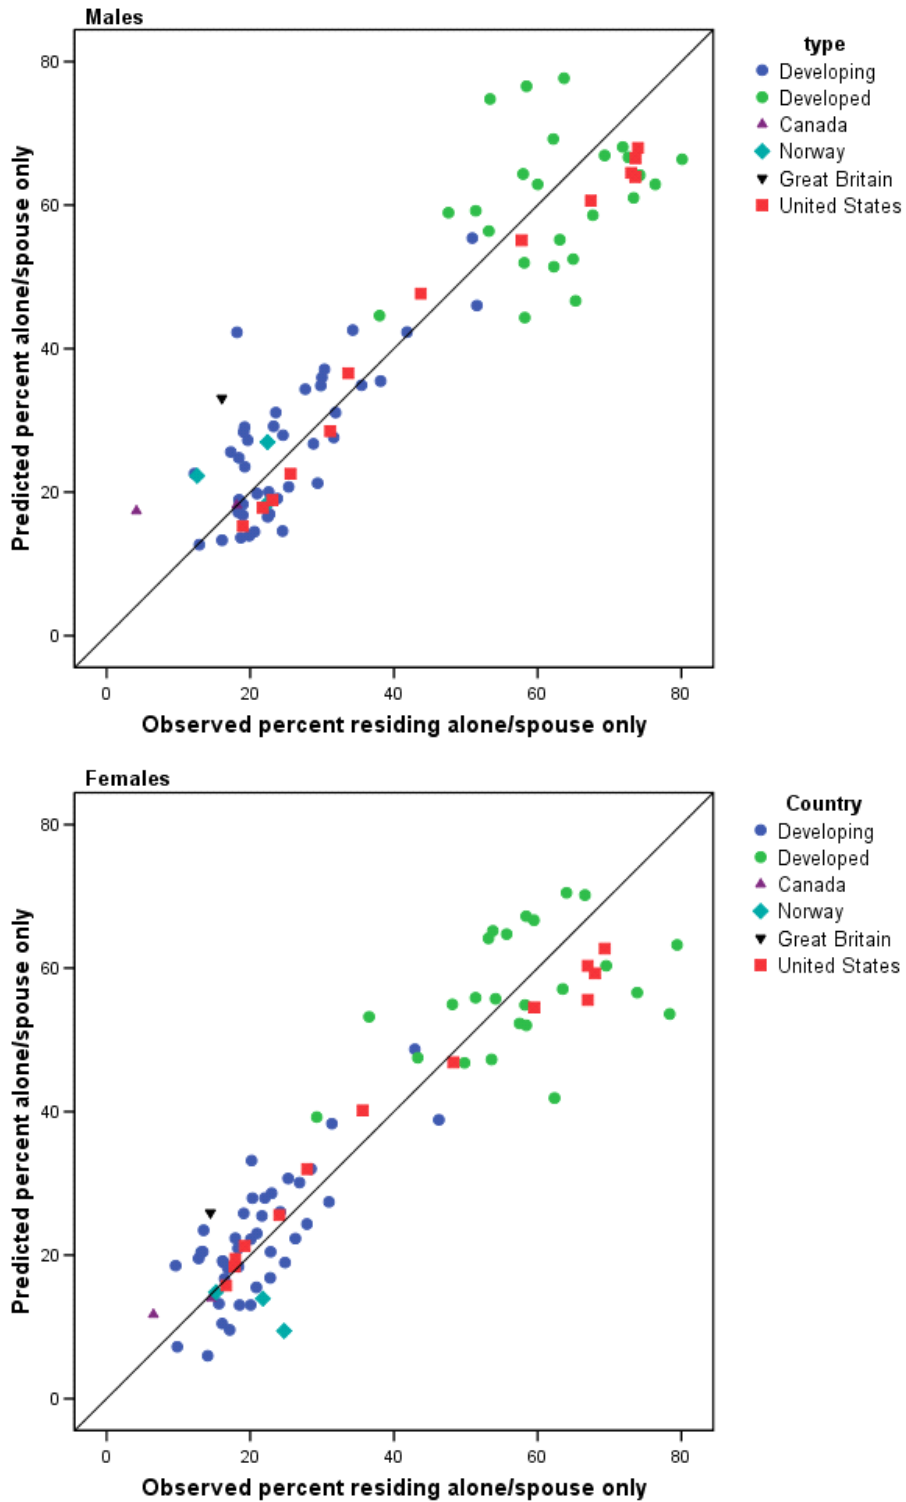 Males
type
Developing
Developed
Canada
Norway
Great Britain
United States
Predicted percent alone/spouse only
80
60
40
20
0
0 20 40 60 80
Observed percent residing alone/spouse only
Females
Country
Developing
Developed
Canada
Norway
Great Britain
United States
Predicted percent alone/spouse only
80
60
40
20
0
0 20 40 60 80
Observed percent residing alone/spouse only